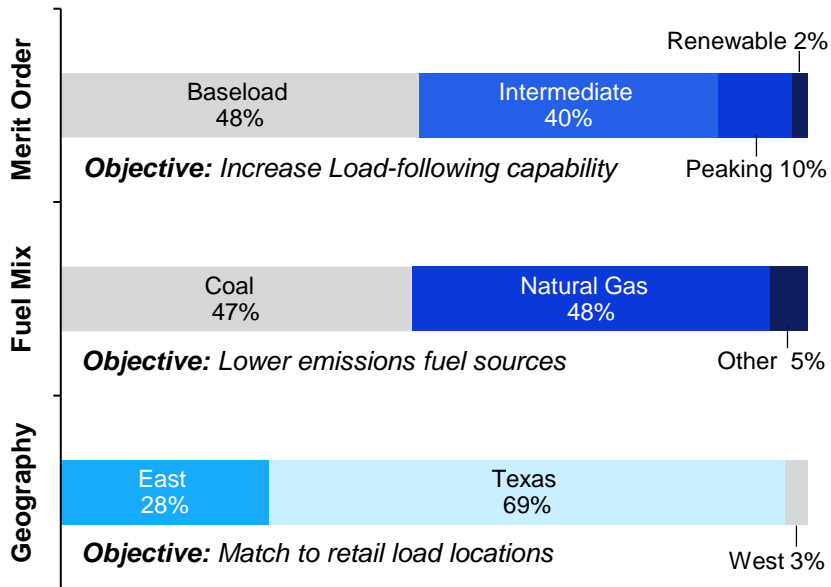 Merit Order
Renewable 2%
Baseload
48%
Intermediate
40%
Peaking 10%
Objective: Increase Load-following capability
Fuel Mix
Coal
47%
Natural Gas
48%
Other 5%
Objective: Lower emissions fuel sources
Geography
East
28%
Texas
69%
West 3%
Objective: Match to retail load locations